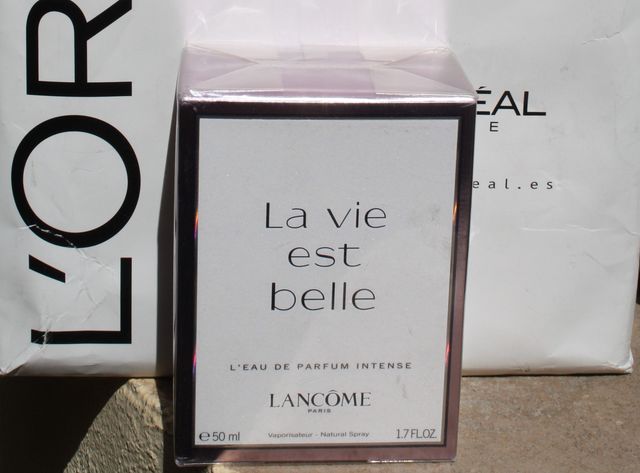 L'OR
ÉAL
E
eal.es
La vie
est
belle
L'EAU DE PARFUM INTENSE
LANCÔME
PARIS
e 50 ml Vaporisateur - Natural Spray 1.7 FL.OZ.